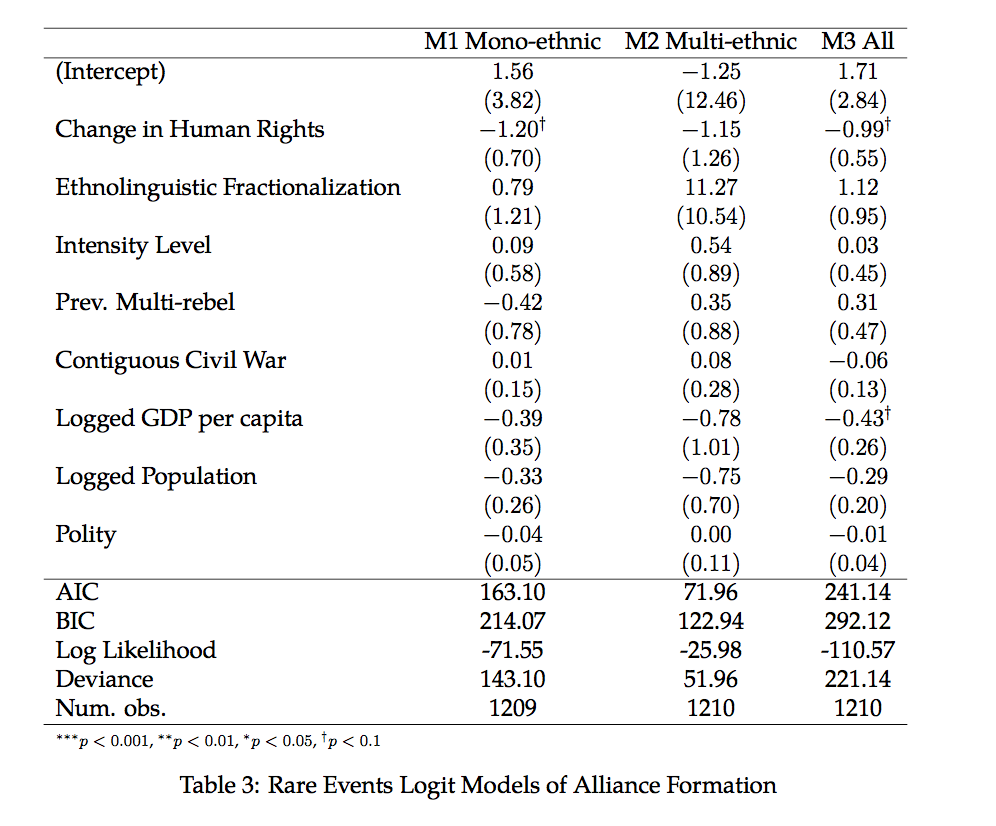 M1 Mono-ethnic M2 Multi-ethnic M3 All
(Intercept) 1.56 −1.25 1.71
(3.82) (12.46) (2.84)
Change in Human Rights −1.20† −1.15 −0.99†
(0.70) (1.26) (0.55)
Ethnolinguistic Fractionalization 0.79 11.27 1.12
(1.21) (10.54) (0.95)
Intensity Level 0.09 0.54 0.03
(0.58) (0.89) (0.45)
Prev. Multi-rebel −0.42 0.35 0.31
(0.78) (0.88) (0.47)
Contiguous Civil War 0.01 0.08 −0.06
(0.15) (0.28) (0.13)
Logged GDP per capita −0.39 −0.78 −0.43†
(0.35) (1.01) (0.26)
Logged Population −0.33 −0.75 −0.29
(0.26) (0.70) (0.20)
Polity −0.04 0.00 −0.01
(0.05) (0.11) (0.04)
AIC 163.10 71.96 241.14
BIC 214.07 122.94 292.12
Log Likelihood -71.55 -25.98 -110.57
Deviance 143.10 51.96 221.14
Num. obs. 1209 1210 1210
***p < 0.001, **p < 0.01, *p < 0.05, †p < 0.1
Table 3: Rare Events Logit Models of Alliance Formation